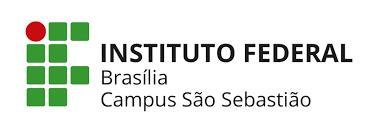 INSTITUTO FEDERAL
Brasília
Campus São Sebastião